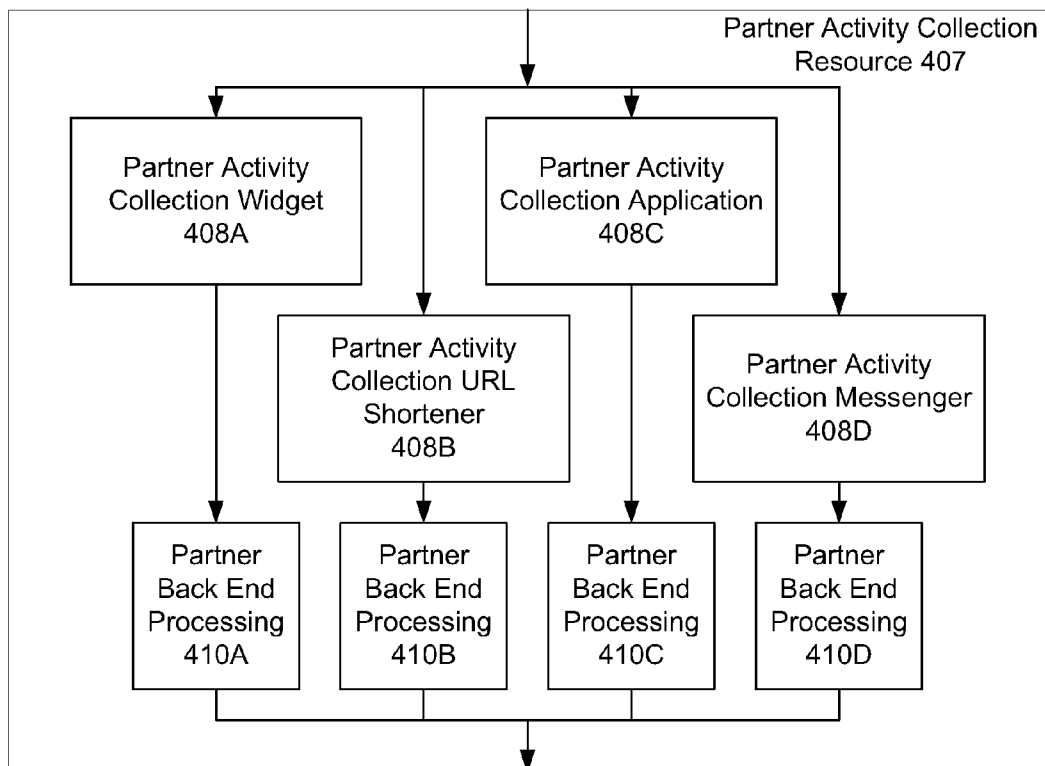 Partner Activity Collection
Resource 407
Partner Activity
Collection Widget
408A
Partner Activity
Collection Application
408C
Partner Activity
Collection URL
Shortener
408B
Partner Activity
Collection Messenger
408D
Partner
Back End
Processing
410A
Partner
Back End
Processing
410B
Partner
Back End
Processing
410C
Partner
Back End
Processing
410D